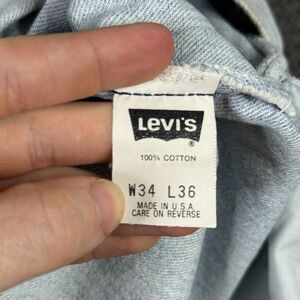 Levi's
®
100% COTTON
W34 L36
MADE IN U.S.A
CARE ON REVERSE